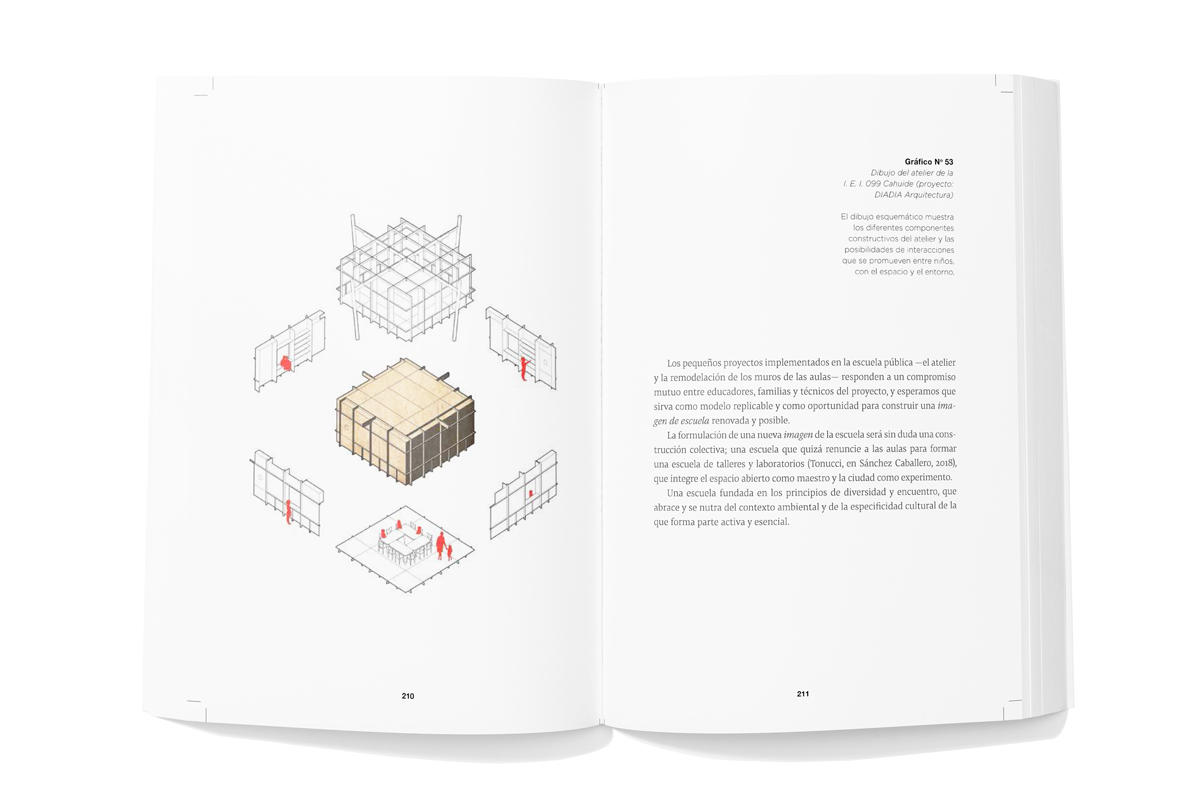 210
Gráfico Nº 53
Dibujo del atelier de la
I. E. I. 099 Cahuide (proyecto:
DIADIA Arquitectura)
El dibujo esquemático muestra
los diferentes componentes
constructivos del atelier y las
posibilidades de interacciones
que se promueven entre niños,
con el espacio y el entorno.
Los pequeños proyectos implementados en la escuela pública —el atelier
y la remodelación de los muros de las aulas— responden a un compromiso
mutuo entre educadores, familias y técnicos del proyecto, y esperamos que
sirva como modelo replicable y como oportunidad para construir una ima-
gen de escuela renovada y posible.
La formulación de una nueva imagen de la escuela será sin duda una cons-
trucción colectiva; una escuela que quizá renuncie a las aulas para formar
una escuela de talleres y laboratorios (Tonucci, en Sánchez Caballero, 2018),
que integre el espacio abierto como maestro y la ciudad como experimento.
Una escuela fundada en los principios de diversidad y encuentro, que
abrace y se nutra del contexto ambiental y de la especificidad cultural de la
que forma parte activa y esencial.
211